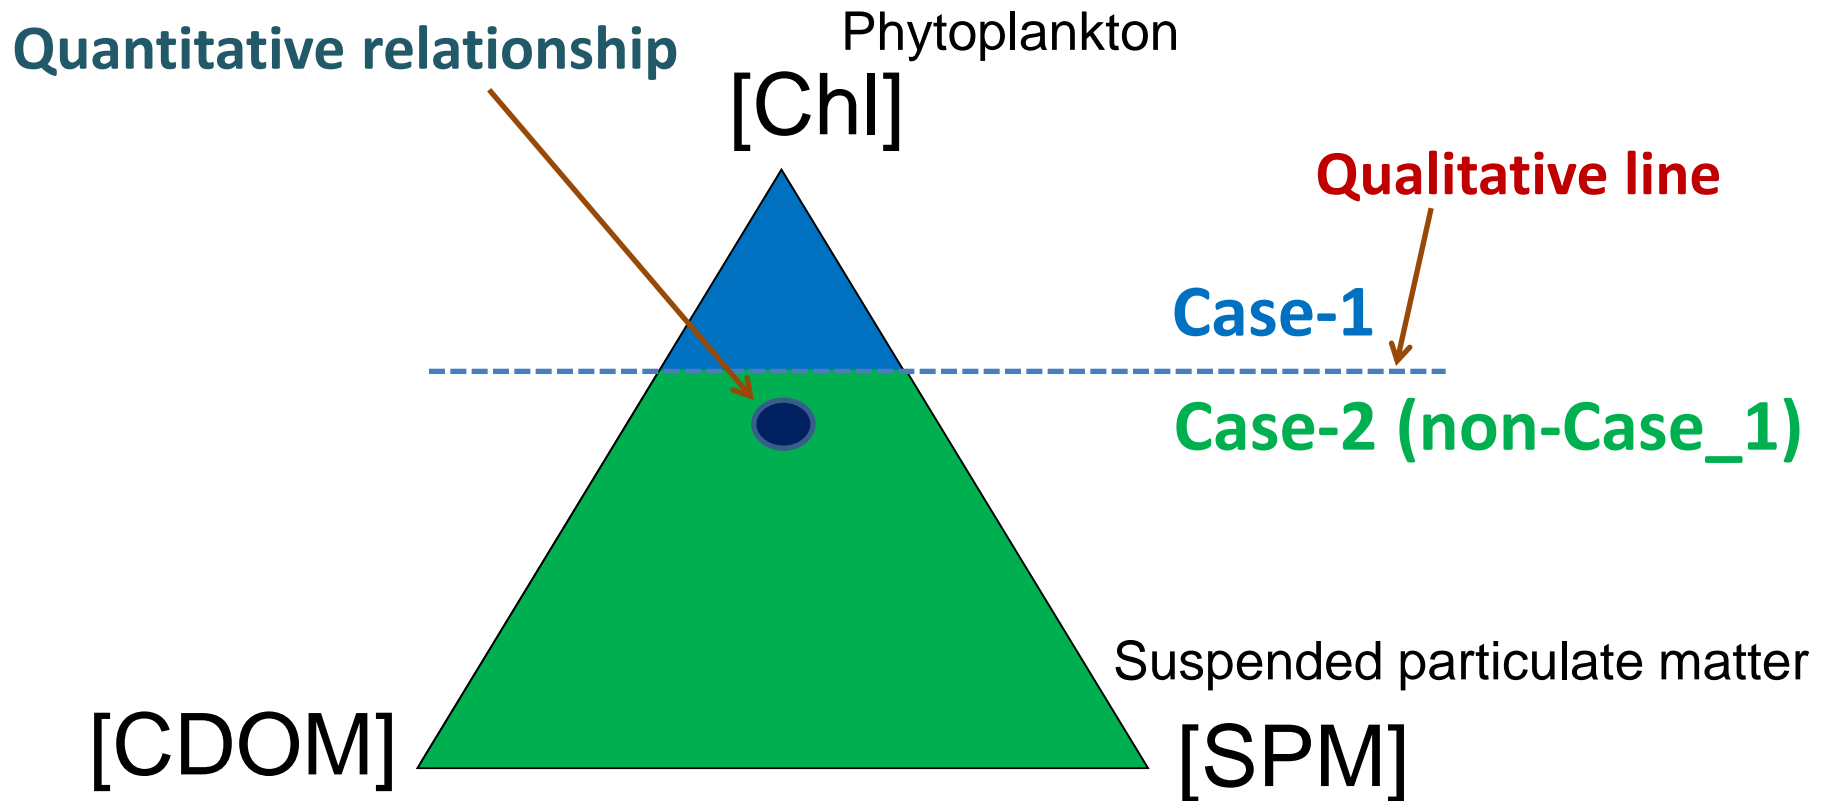 Phytoplankton
Quantitative relationship
[Chl]
Qualitative line
Case-1
Case-2 (non-Case_1)
Suspended particulate matter
[CDOM]
[SPM]